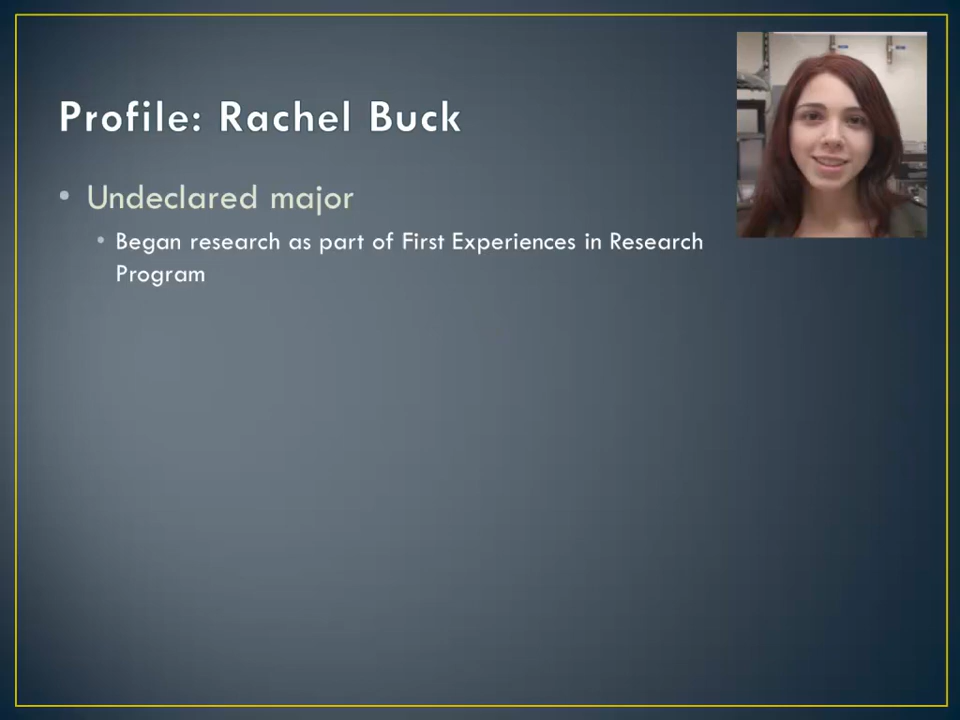 Profile: Rachel Buck
• Undeclared major
• Began research as part of First Experiences in Research
Program